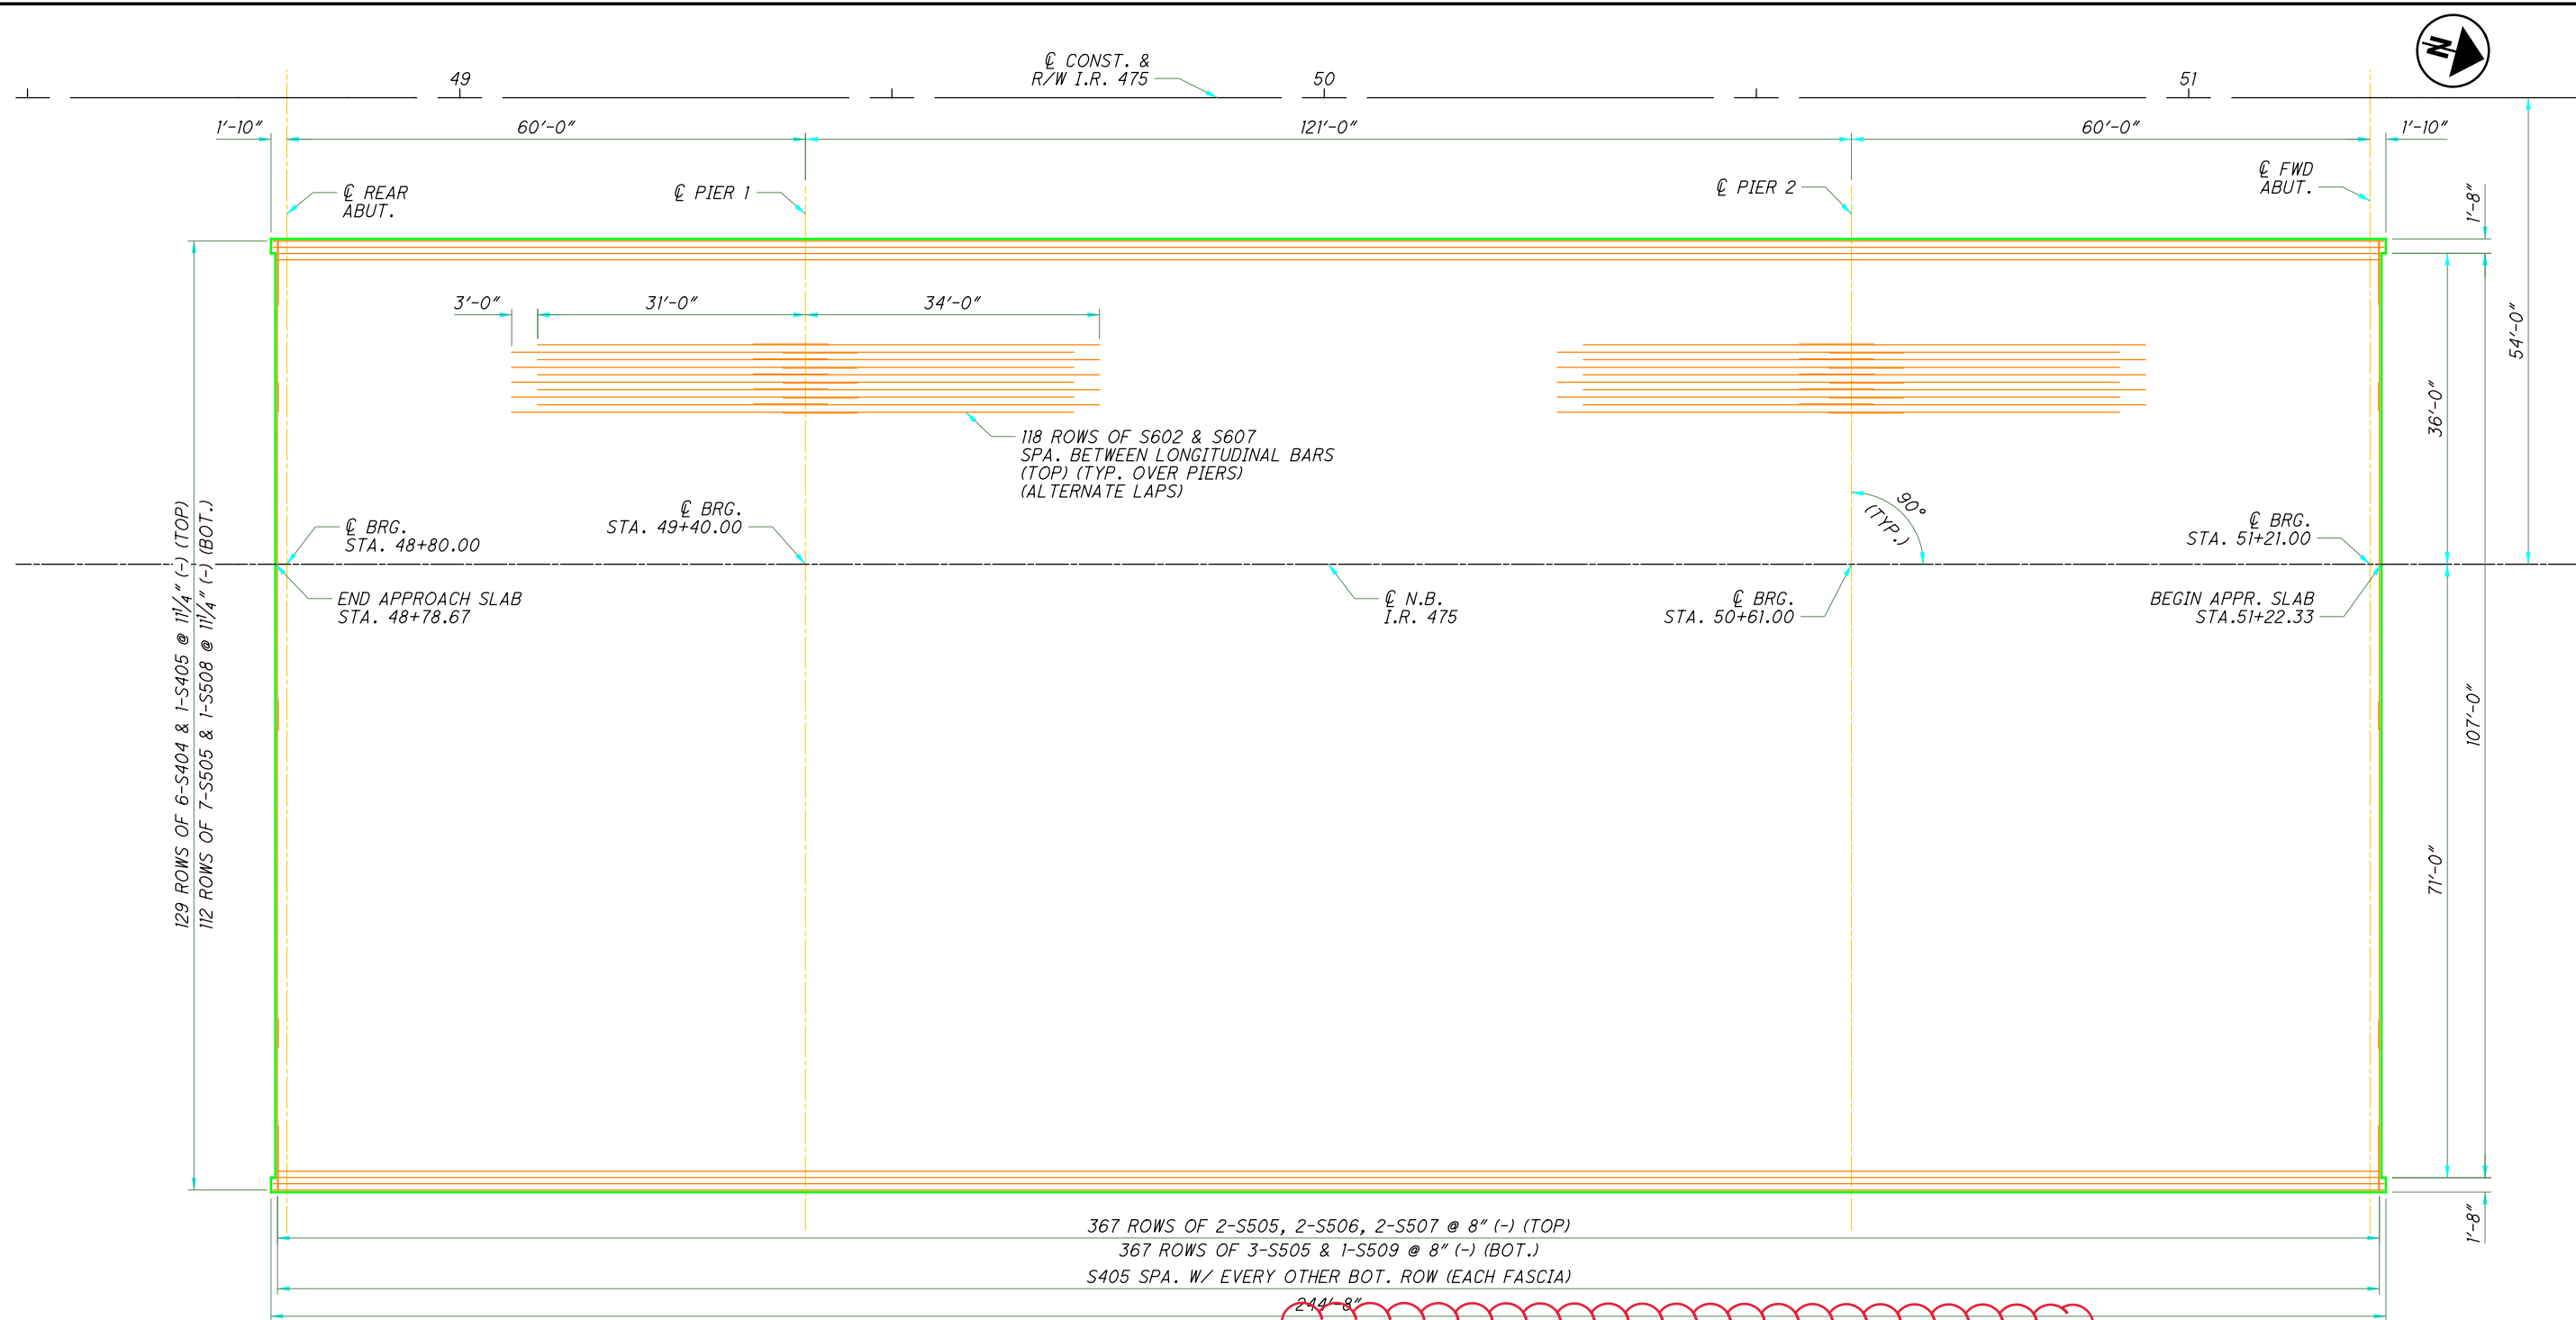 N
℄ CONST. &
R/W I.R. 475
49
50
51
1'-10"
60'-0"
121'-0"
60'-0"
1'-10"
℄ REAR
ABUT.
℄ PIER 1
℄ PIER 2
℄ FWD
ABUT.
1'-8"
3'-0"
31'-0"
34'-0"
54'-0"
36'-0"
118 ROWS OF S602 & S607
SPA. BETWEEN LONGITUDINAL BARS
(TOP) (TYP. OVER PIERS)
(ALTERNATE LAPS)
90°
(TYP.)
℄ BRG.
STA. 48+80.00
℄ BRG.
STA. 49+40.00
℄ BRG.
STA. 51+21.00
END APPROACH SLAB
STA. 48+78.67
℄ N.B.
I.R. 475
℄ BRG.
STA. 50+61.00
BEGIN APPR. SLAB
STA.51+22.33
129 ROWS OF 6-S404 & 1-S405 @ 11¼" (-) (TOP)
112 ROWS OF 7-S505 & 1-S508 @ 11¼" (-) (BOT.)
107'-0"
71'-0"
1'-8"
367 ROWS OF 2-S505, 2-S506, 2-S507 @ 8" (-) (TOP)
367 ROWS OF 3-S505 & 1-S509 @ 8" (-) (BOT.)
S405 SPA. W/ EVERY OTHER BOT. ROW (EACH FASCIA)
244'-8"